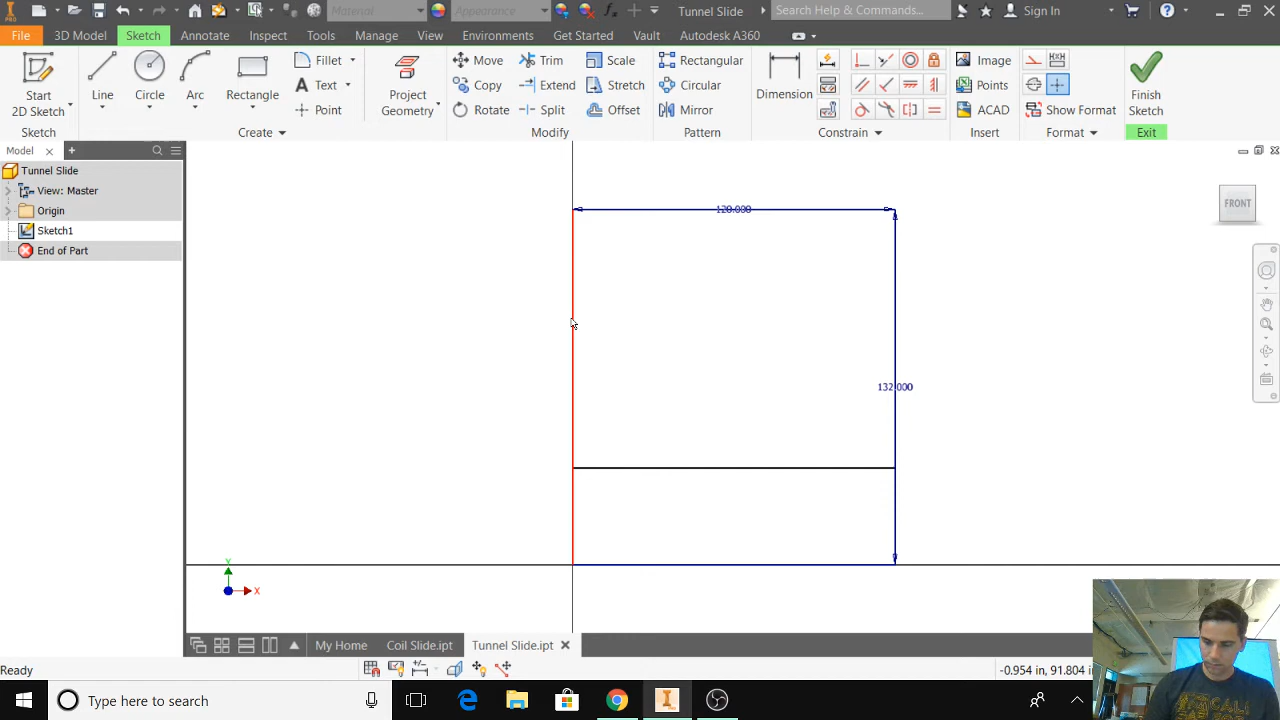 PRO
Material
Appearance
Tunnel Slide
Search Help & Commands...
Sign In
File
3D Model
Sketch
Annotate
Inspect
Tools
Manage
View
Environments
Get Started
Vault
Autodesk A360
Start
2D Sketch
Line
Circle
Arc
Rectangle
Fillet
Text
Point
Project
Geometry
Move
Copy
Rotate
Trim
Extend
Split
Scale
Stretch
Offset
Rectangular
Circular
Mirror
Dimension
Image
Points
ACAD
Show Format
Finish
Sketch
Sketch
Create
Modify
Pattern
Constrain
Insert
Format
Exit
Model
Tunnel Slide
View: Master
Origin
Sketch1
End of Part
120.000
132.000
FRONT
Y
X
My Home
Coil Slide.ipt
Tunnel Slide.ipt
Ready
-0.954 in, 91.804 in
Type here to search
CALI